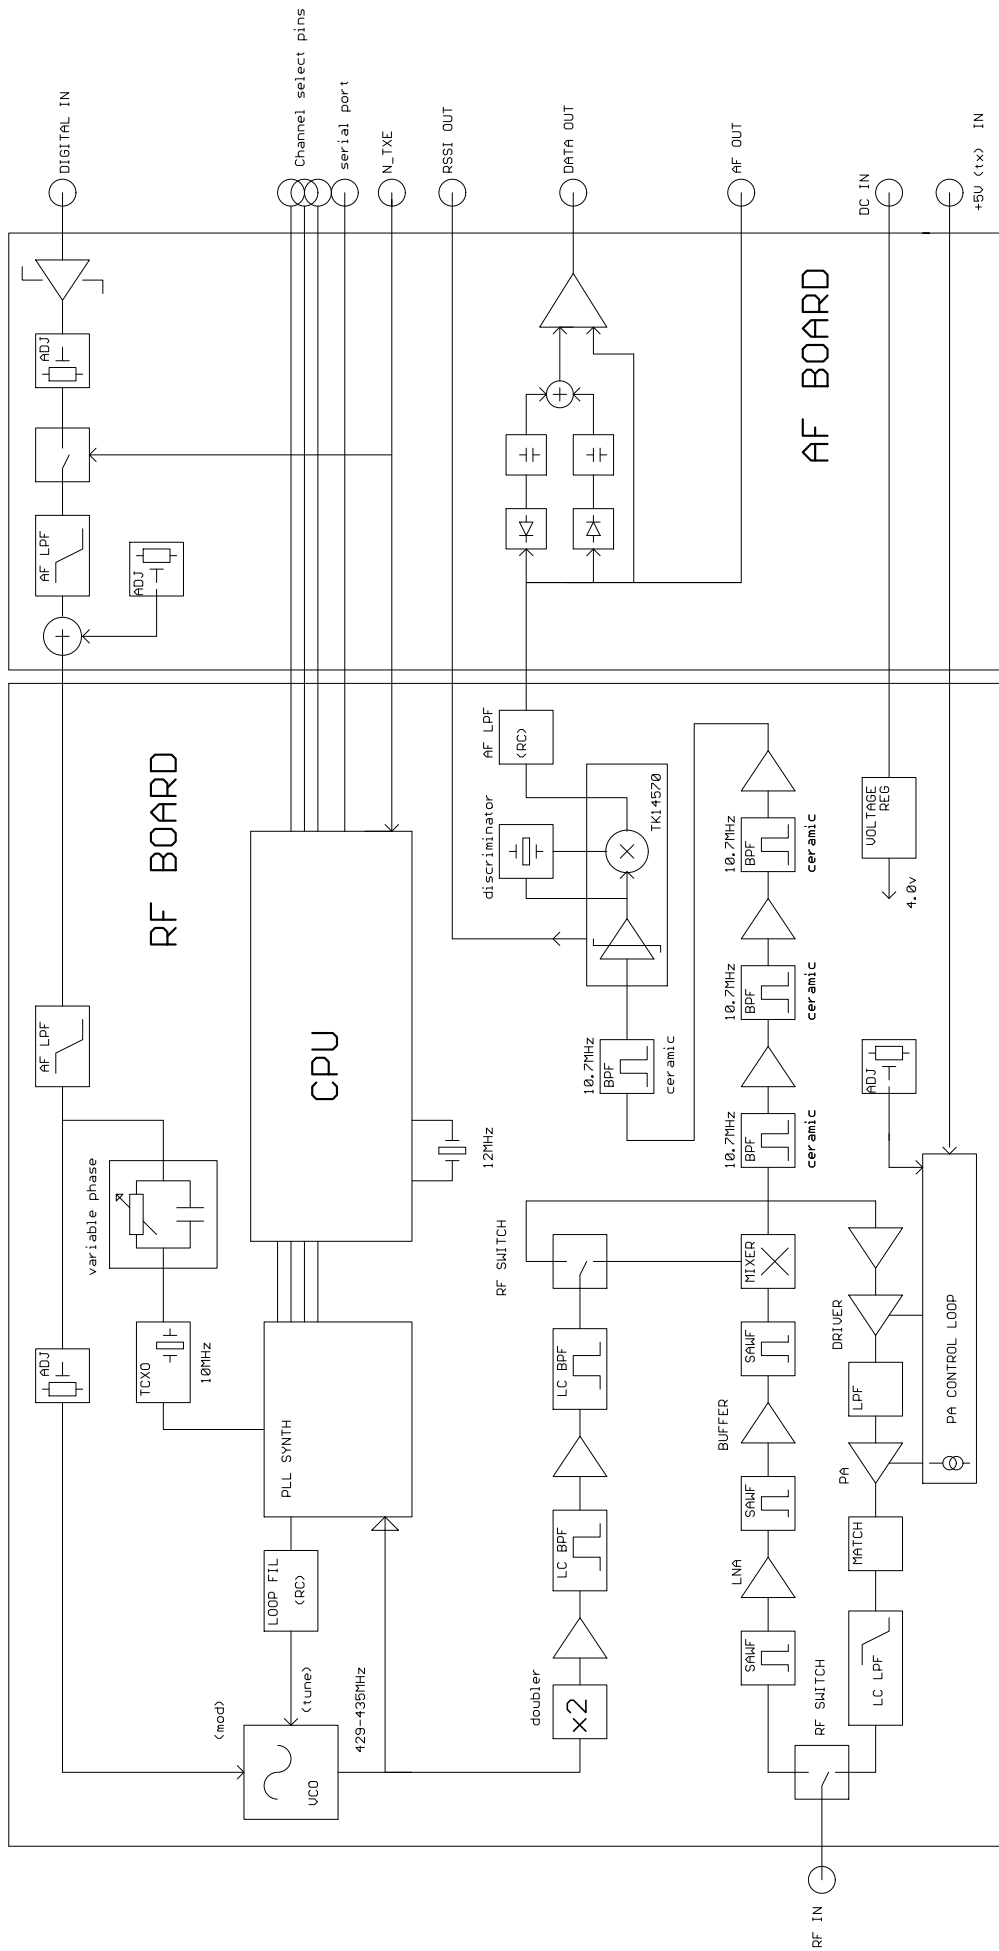 DIGITAL IN
Channel select pins
serial port
N_TXE
RSSI OUT
DATA OUT
AF OUT
DC IN
+5V (tx) IN
ADJ
AF LPF
ADJ
AF BOARD
RF BOARD
AF LPF
variable phase
ADJ
TCXO
10MHz
CPU
12MHz
PLL SYNTH
LOOP FIL
(RC)
(mod)
(tune)
VCO
429-435MHz
AF LPF
(RC)
discriminator
TK14570
10.7MHz
BPF
ceramic
10.7MHz
BPF
ceramic
10.7MHz
BPF
ceramic
10.7MHz
BPF
ceramic
VOLTAGE
REG
4.0v
RF SWITCH
LC BPF
LC BPF
doubler
x2
MIXER
SAWF
BUFFER
SAWF
LNA
SAWF
RF SWITCH
ADJ
DRIVER
LPF
PA
MATCH
LC LPF
PA CONTROL LOOP
RF IN